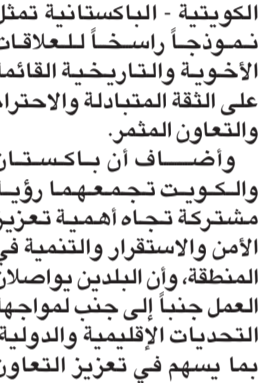 الكويتية - الباكستانية تمثل
نموذجاً راسخاً للعلاقات
الأخوية والتاريخية القائمة
على الثقة المتبادلة والاحترام
والتعاون المثمر.
وأضاف أن باكستان
والكويت تجمعهما رؤية
مشتركة تجاه أهمية تعزيز
الأمن والاستقرار والتنمية في
المنطقة، وأن البلدين يواصلان
العمل جنباً إلى جنب لمواجهة
التحديات الإقليمية والدولية
بما يسهم في تعزيز التعاون